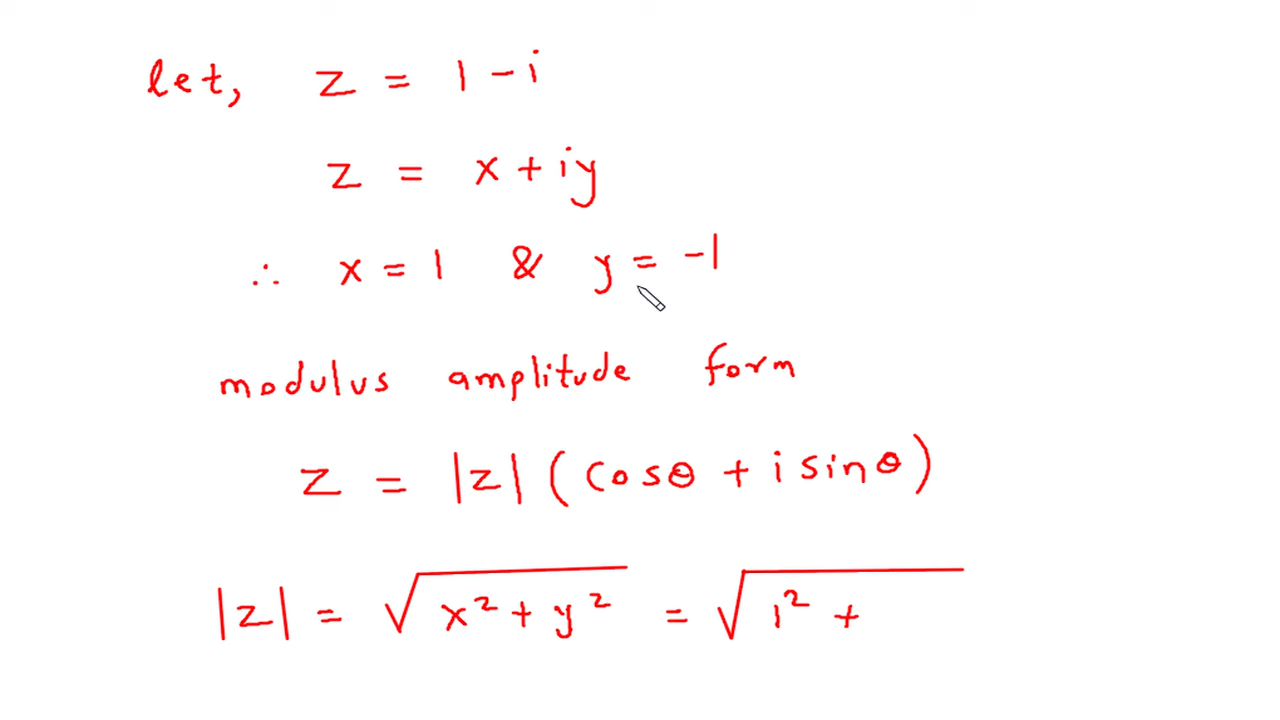 let, z = 1 - i
z = x + iy
∴ x = 1 & y = -1
modulus amplitude form
z = |z| (cosθ + i sinθ)
|z| = √(x² + y²) = √(1² +